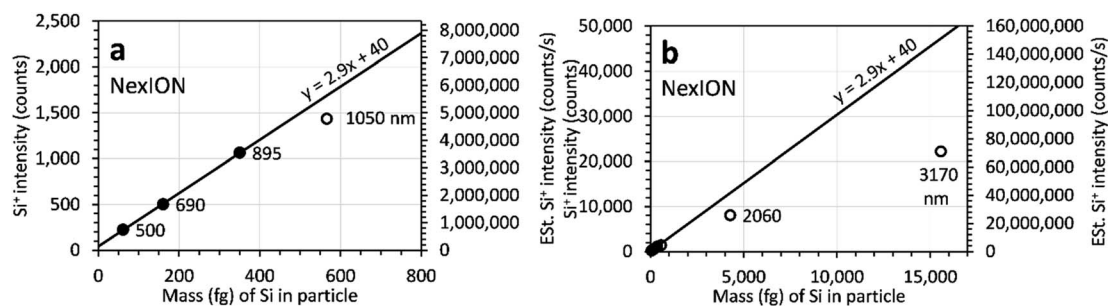 a
NexION
Si⁺ intensity (counts)
2,500
2,000
1,500
1,000
500
0
y = 2.9x + 40
1050 nm
895
690
500
8,000,000
7,000,000
6,000,000
5,000,000
4,000,000
3,000,000
2,000,000
1,000,000
0
ESt. Si⁺ intensity (counts/s)
0 200 400 600 800
Mass (fg) of Si in particle
b
NexION
Si⁺ intensity (counts)
50,000
40,000
30,000
20,000
10,000
0
y = 2.9x + 40
3170
nm
2060
160,000,000
140,000,000
120,000,000
100,000,000
80,000,000
60,000,000
40,000,000
20,000,000
0
ESt. Si⁺ intensity (counts/s)
0 5,000 10,000 15,000
Mass (fg) of Si in particle